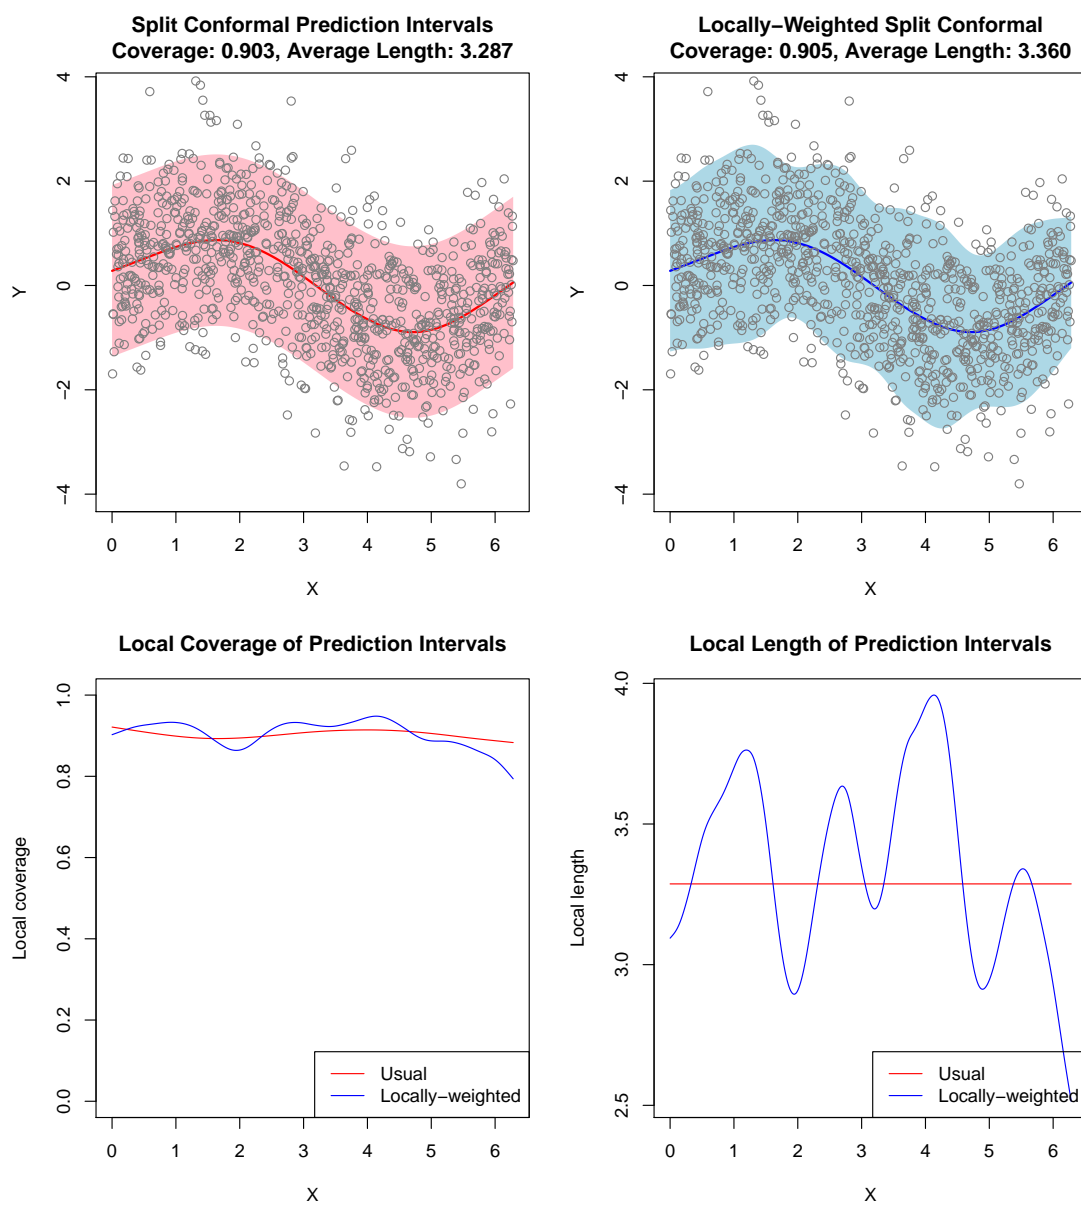 Split Conformal Prediction Intervals
Coverage: 0.903, Average Length: 3.287
4
2
0
−2
−4
Y
0 1 2 3 4 5 6
X
Locally−Weighted Split Conformal
Coverage: 0.905, Average Length: 3.360
4
2
0
−2
−4
Y
0 1 2 3 4 5 6
X
Local Coverage of Prediction Intervals
1.0
0.8
0.6
0.4
0.2
0.0
Local coverage
Usual
Locally−weighted
0 1 2 3 4 5 6
X
Local Length of Prediction Intervals
4.0
3.5
3.0
2.5
Local length
Usual
Locally−weighted
0 1 2 3 4 5 6
X